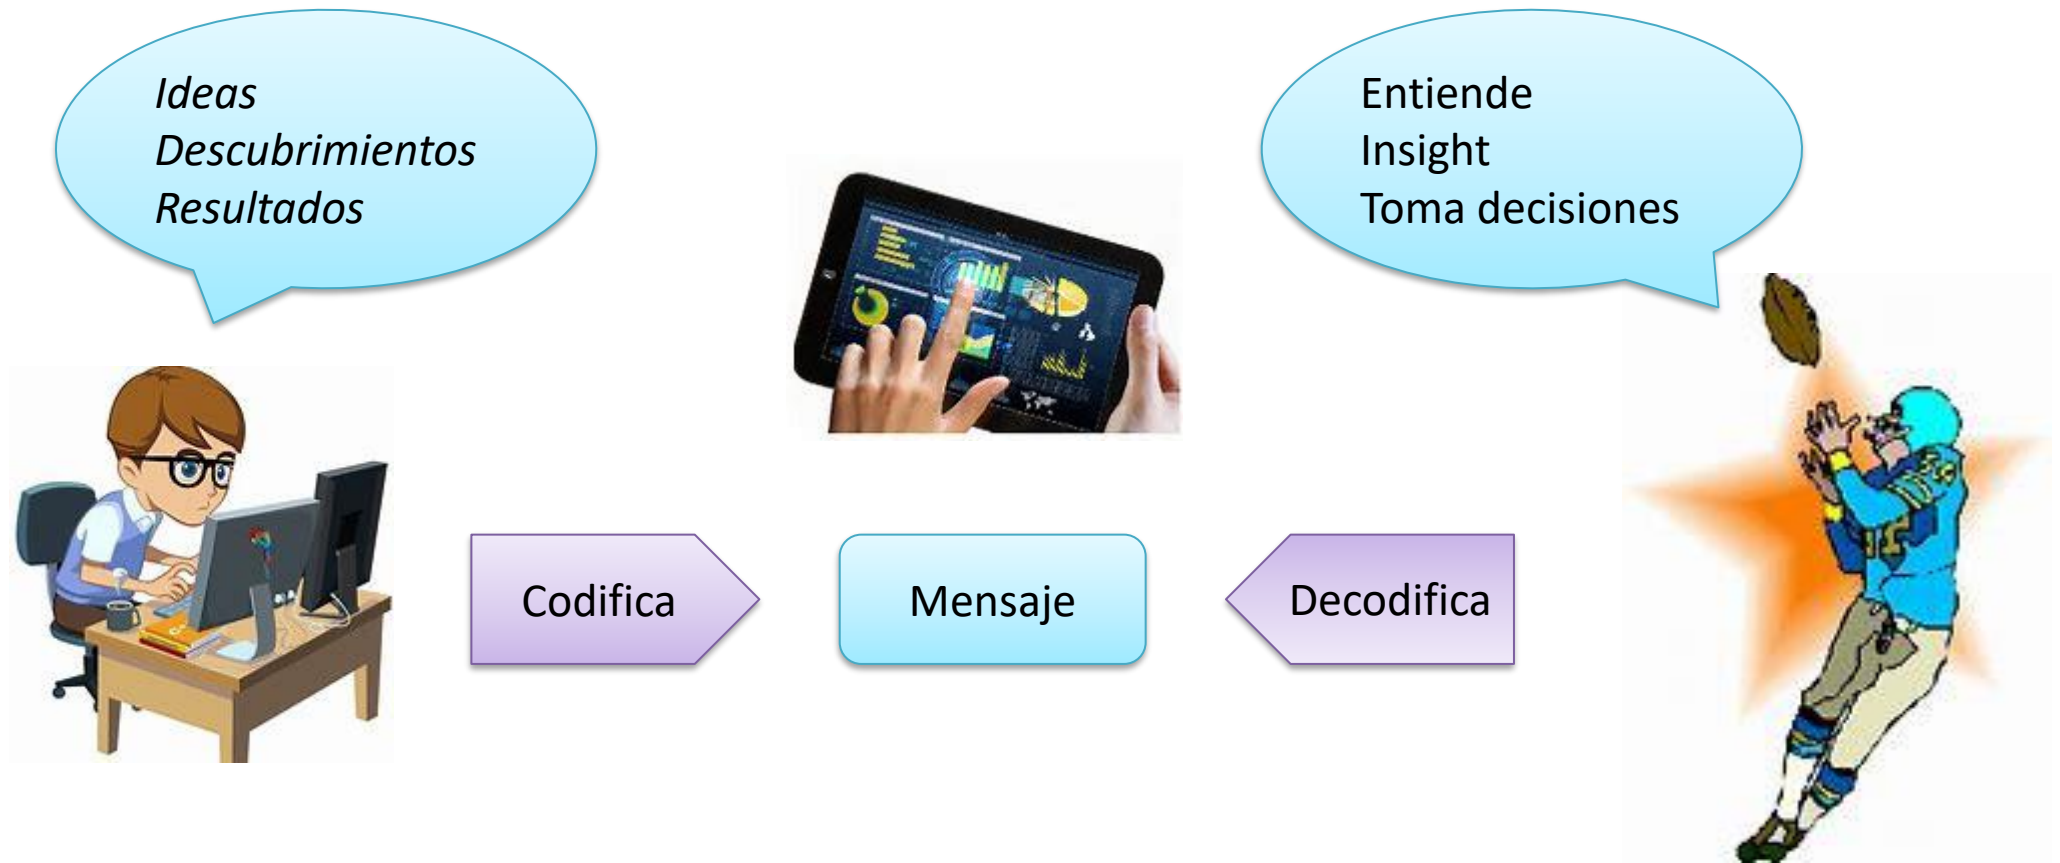 Ideas
Descubrimientos
Resultados
Entiende
Insight
Toma decisiones
Codifica
Mensaje
Decodifica